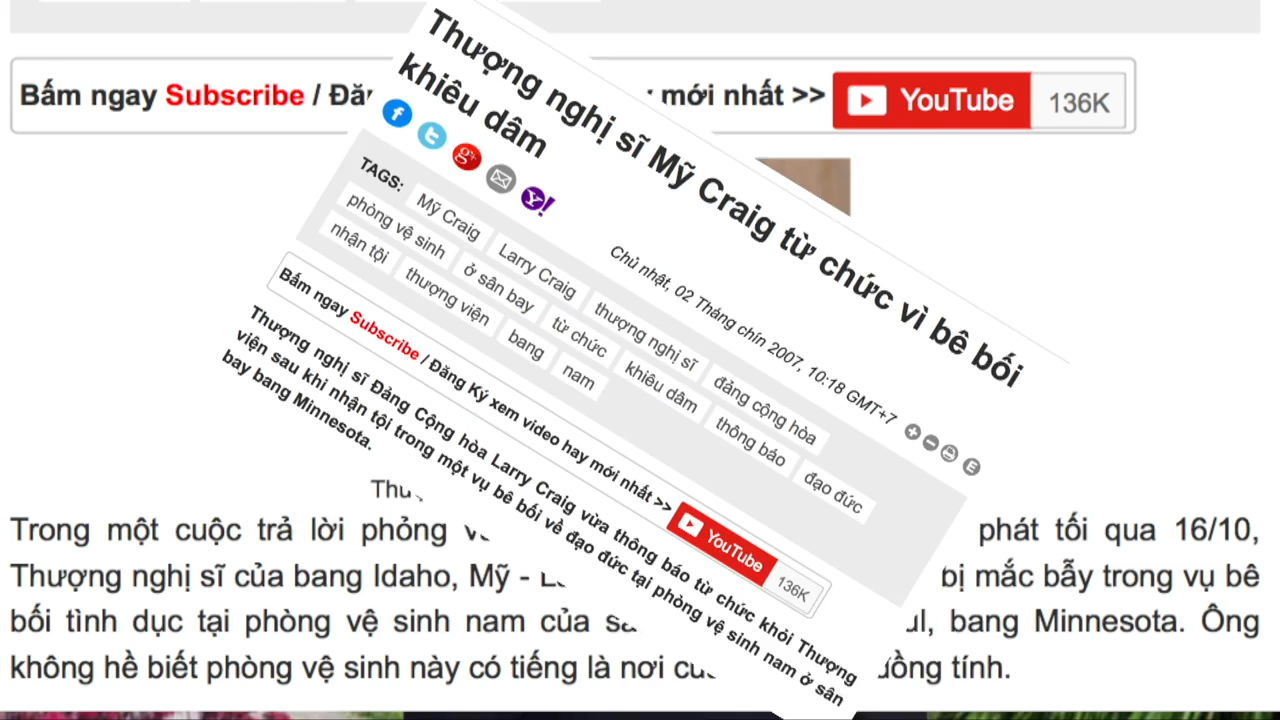 Bấm ngay Subscribe / mới nhất >> YouTube 136K
Thượng nghị sĩ Mỹ Craig từ chức vì bê bối
khiêu dâm
Chủ nhật, 02 Tháng chín 2007, 10:18 GMT+7
TAGS: Mỹ Craig Larry Craig thượng nghị sĩ đảng cộng hòa
phòng vệ sinh ở sân bay từ chức khiêu dâm thông báo đạo đức
nhận tội thượng viện bang nam
Bấm ngay Subscribe / Đăng Ký xem video hay mới nhất >> YouTube 136K
Thượng nghị sĩ Đảng Cộng hòa Larry Craig vừa thông báo từ chức khỏi Thượng
viện sau khi nhận tội trong một vụ bê bối về đạo đức tại phòng vệ sinh nam ở sân
bay bang Minnesota.
Trong một cuộc trả lời phỏng phát tối qua 16/10,
Thượng nghị sĩ của bang Idaho, Mỹ - bị mắc bẫy trong vụ bê
bối tình dục tại phòng vệ sinh nam của bang Minnesota. Ông
không hề biết phòng vệ sinh này có tiếng là nơi đồng tính.